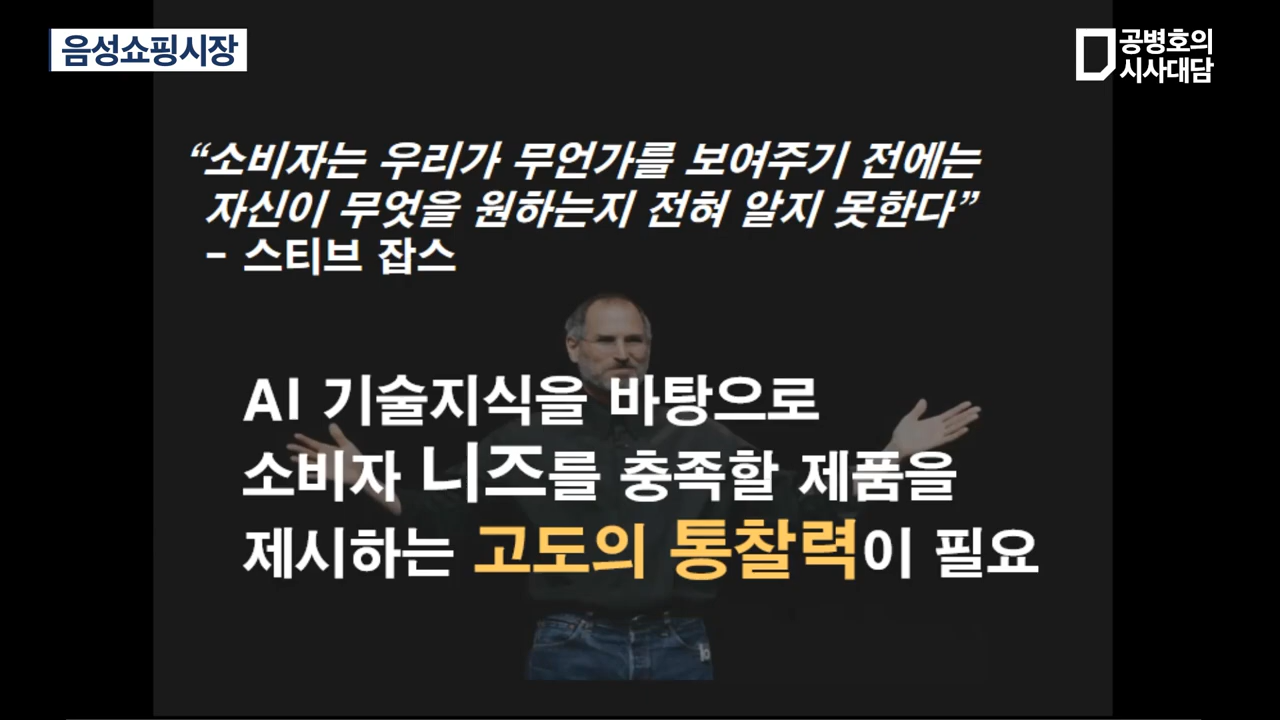 음성쇼핑시장
공병호의
시사대담
“소비자는 우리가 무언가를 보여주기 전에는
자신이 무엇을 원하는지 전혀 알지 못한다”
- 스티브 잡스
AI 기술지식을 바탕으로
소비자 니즈를 충족할 제품을
제시하는 고도의 통찰력이 필요